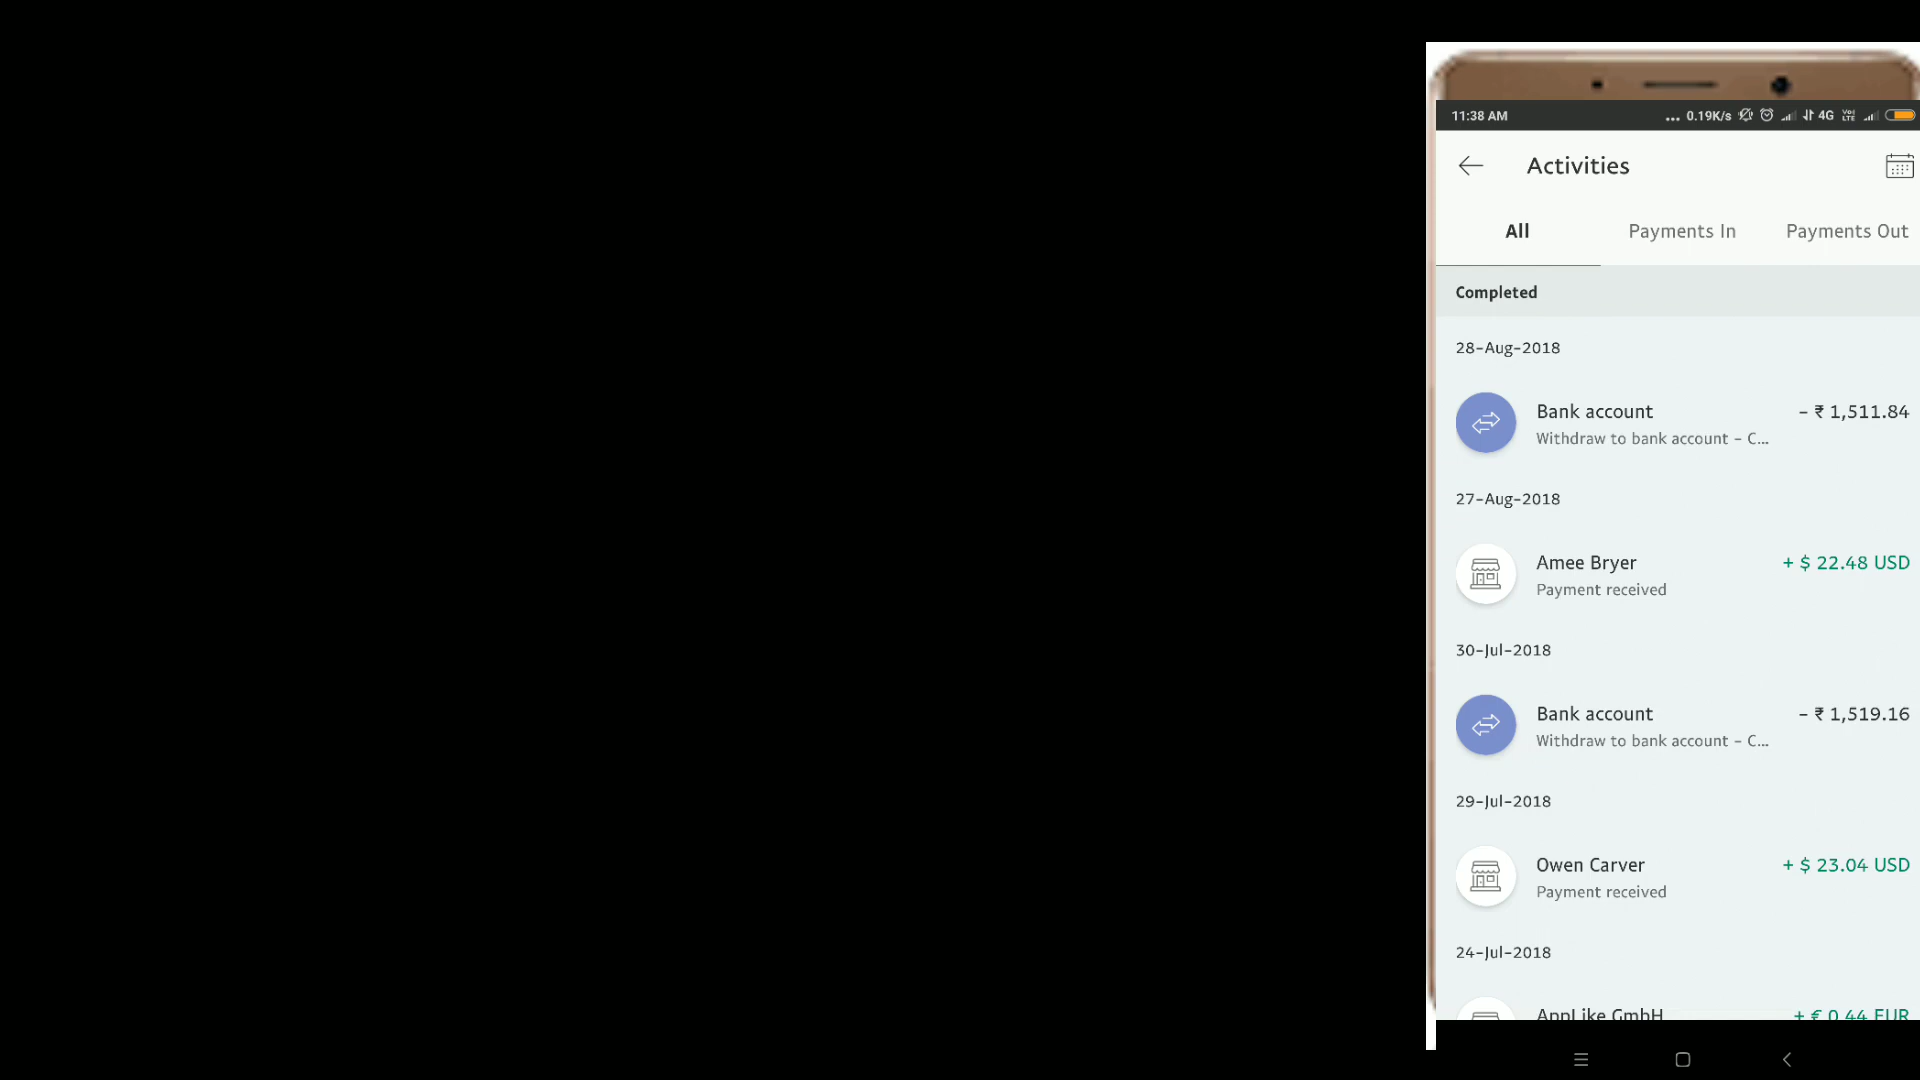 11:38 AM ... 0.19K/s 4G VoLTE
Activities
All Payments In Payments Out
Completed
28-Aug-2018
Bank account - ₹ 1,511.84
Withdraw to bank account - C...
27-Aug-2018
Amee Bryer + $ 22.48 USD
Payment received
30-Jul-2018
Bank account - ₹ 1,519.16
Withdraw to bank account - C...
29-Jul-2018
Owen Carver + $ 23.04 USD
Payment received
24-Jul-2018
AppLike GmbH + € 0.44 EUR